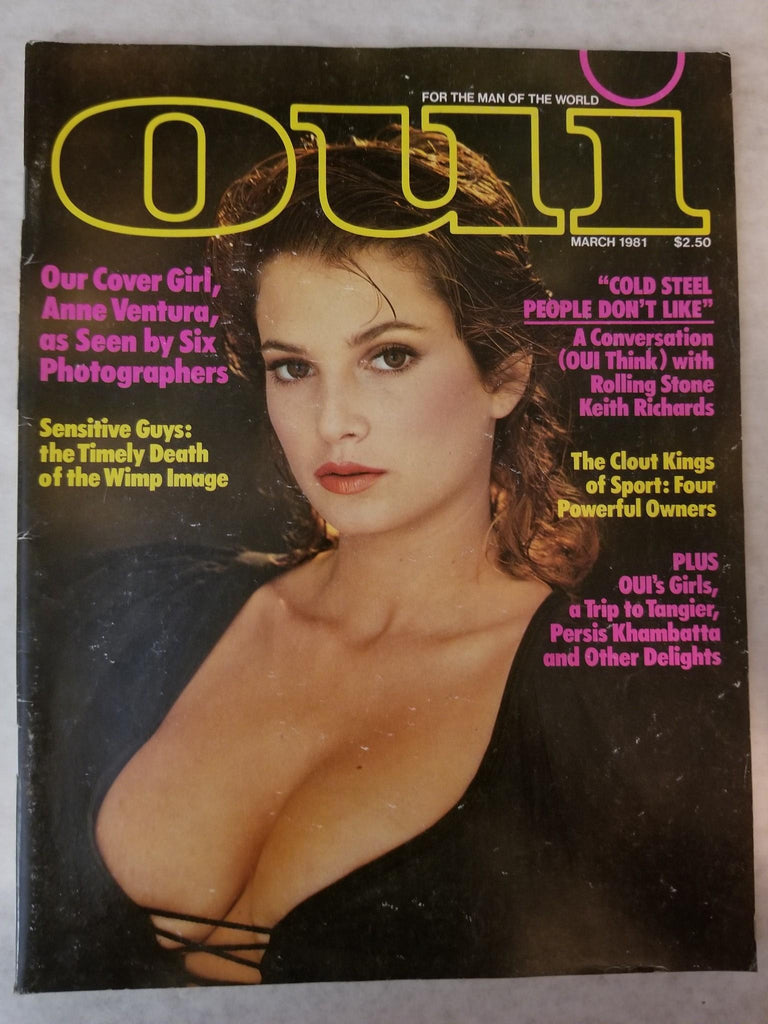 FOR THE MAN OF THE WORLD
Oui
MARCH 1981 $2.50
Our Cover Girl,
Anne Ventura,
as Seen by Six
Photographers
Sensitive Guys:
the Timely Death
of the Wimp Image
"COLD STEEL
PEOPLE DON'T LIKE"
A Conversation
(OUI Think) with
Rolling Stone
Keith Richards
The Clout Kings
of Sport: Four
Powerful Owners
PLUS
OUI's Girls,
a Trip to Tangier,
Persis Khambatta
and Other Delights